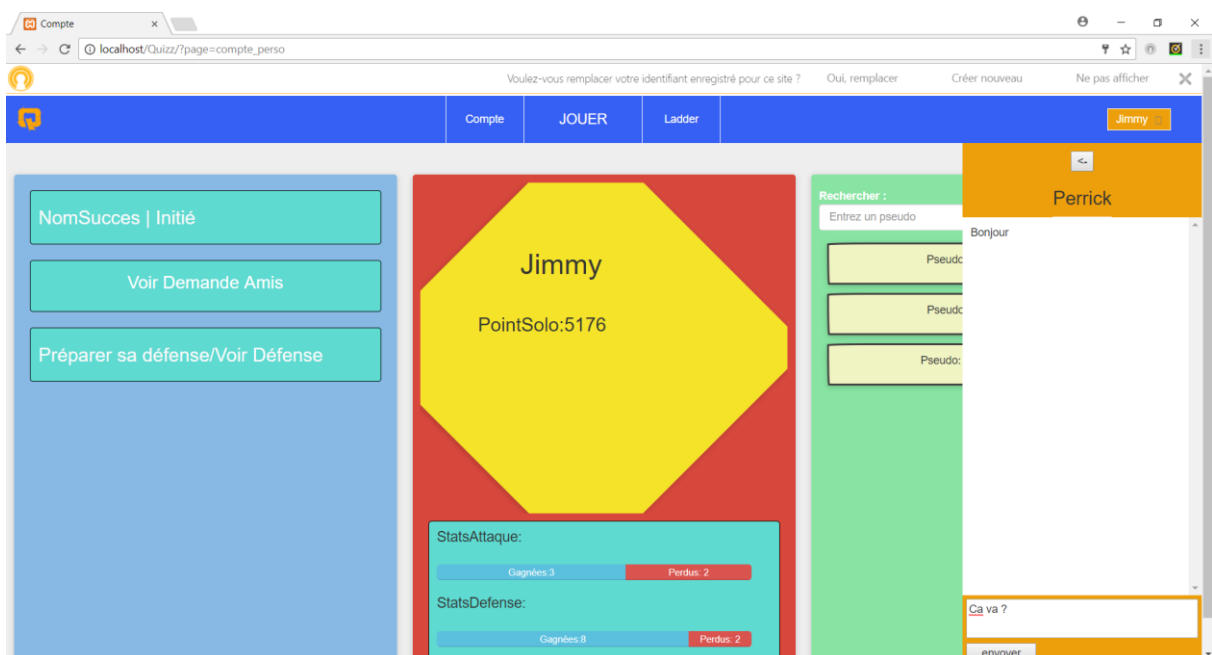 Compte
localhost/Quizz/?page=compte_perso
Voulez-vous remplacer votre identifiant enregistré pour ce site ? Oui, remplacer Créer nouveau Ne pas afficher
Compte JOUER Ladder Jimmy
<-
Perrick
Bonjour
NomSucces | Initié
Voir Demande Amis
Préparer sa défense/Voir Défense
Jimmy
PointSolo:5176
StatsAttaque:
Gagnées:3 Perdus: 2
StatsDefense:
Gagnées:8 Perdus: 2
Rechercher :
Entrez un pseudo
Pseudo
Pseudo
Pseudo:
Ca va ?
envoyer